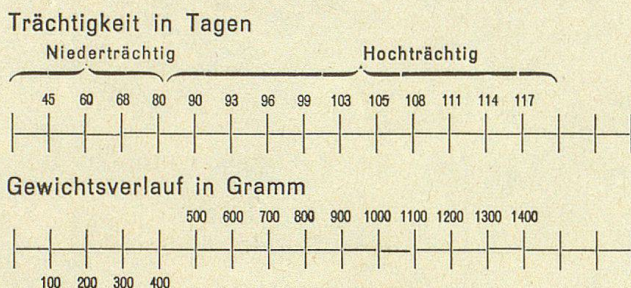 Trächtigkeit in Tagen
Niederträchtig Hochträchtig
45 60 68 80 90 93 96 99 103 105 108 111 114 117
Gewichtsverlauf in Gramm
500 600 700 800 900 1000 1100 1200 1300 1400
100 200 300 400